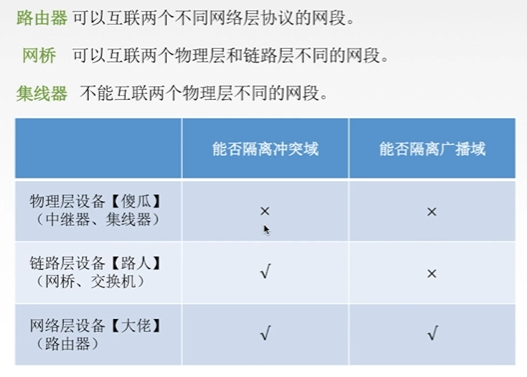 路由器 可以互联两个不同网络层协议的网段。
网桥 可以互联两个物理层和链路层不同的网段。
集线器 不能互联两个物理层不同的网段。
能否隔离冲突域 能否隔离广播域
物理层设备【傻瓜】
（中继器、集线器） × ×
链路层设备【路人】
（网桥、交换机） √ ×
网络层设备【大佬】
（路由器） √ √